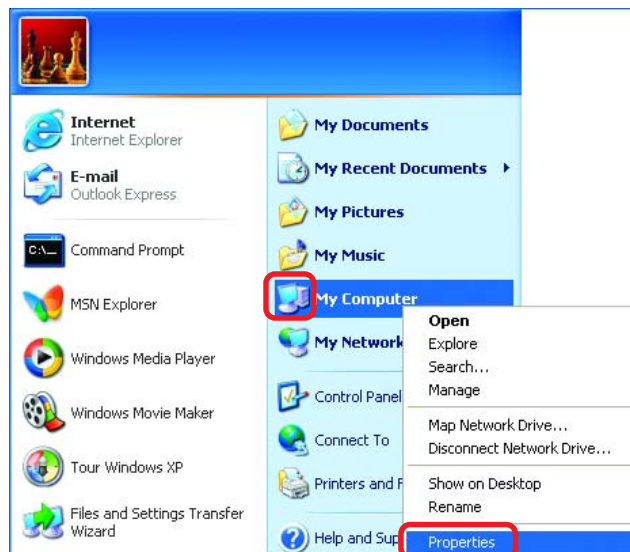 Internet
Internet Explorer
E-mail
Outlook Express
Command Prompt
MSN Explorer
Windows Media Player
Windows Movie Maker
Tour Windows XP
Files and Settings Transfer
Wizard
My Documents
My Recent Documents
My Pictures
My Music
My Computer
My Network
Control Panel
Connect To
Printers and F
Help and Sup
Open
Explore
Search...
Manage
Map Network Drive...
Disconnect Network Drive...
Show on Desktop
Rename
Properties
C:\_